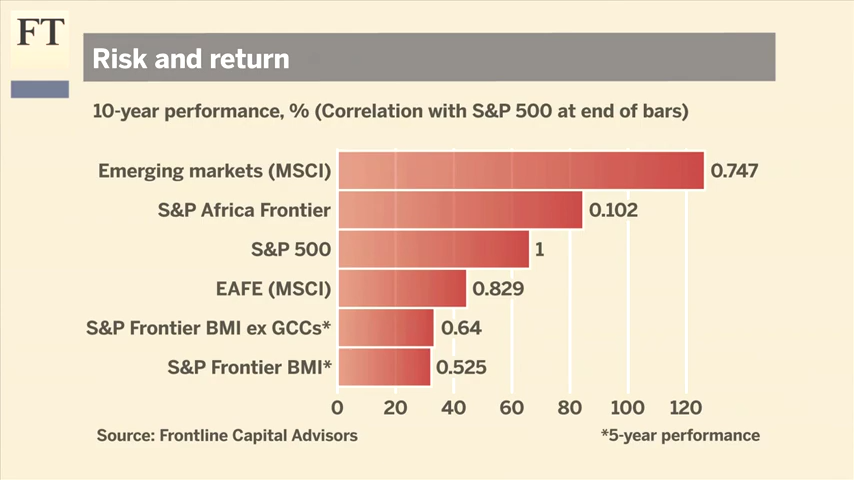 FT
Risk and return
10-year performance, % (Correlation with S&P 500 at end of bars)
Emerging markets (MSCI) 0.747
S&P Africa Frontier 0.102
S&P 500 1
EAFE (MSCI) 0.829
S&P Frontier BMI ex GCCs* 0.64
S&P Frontier BMI* 0.525
0 20 40 60 80 100 120
Source: Frontline Capital Advisors *5-year performance